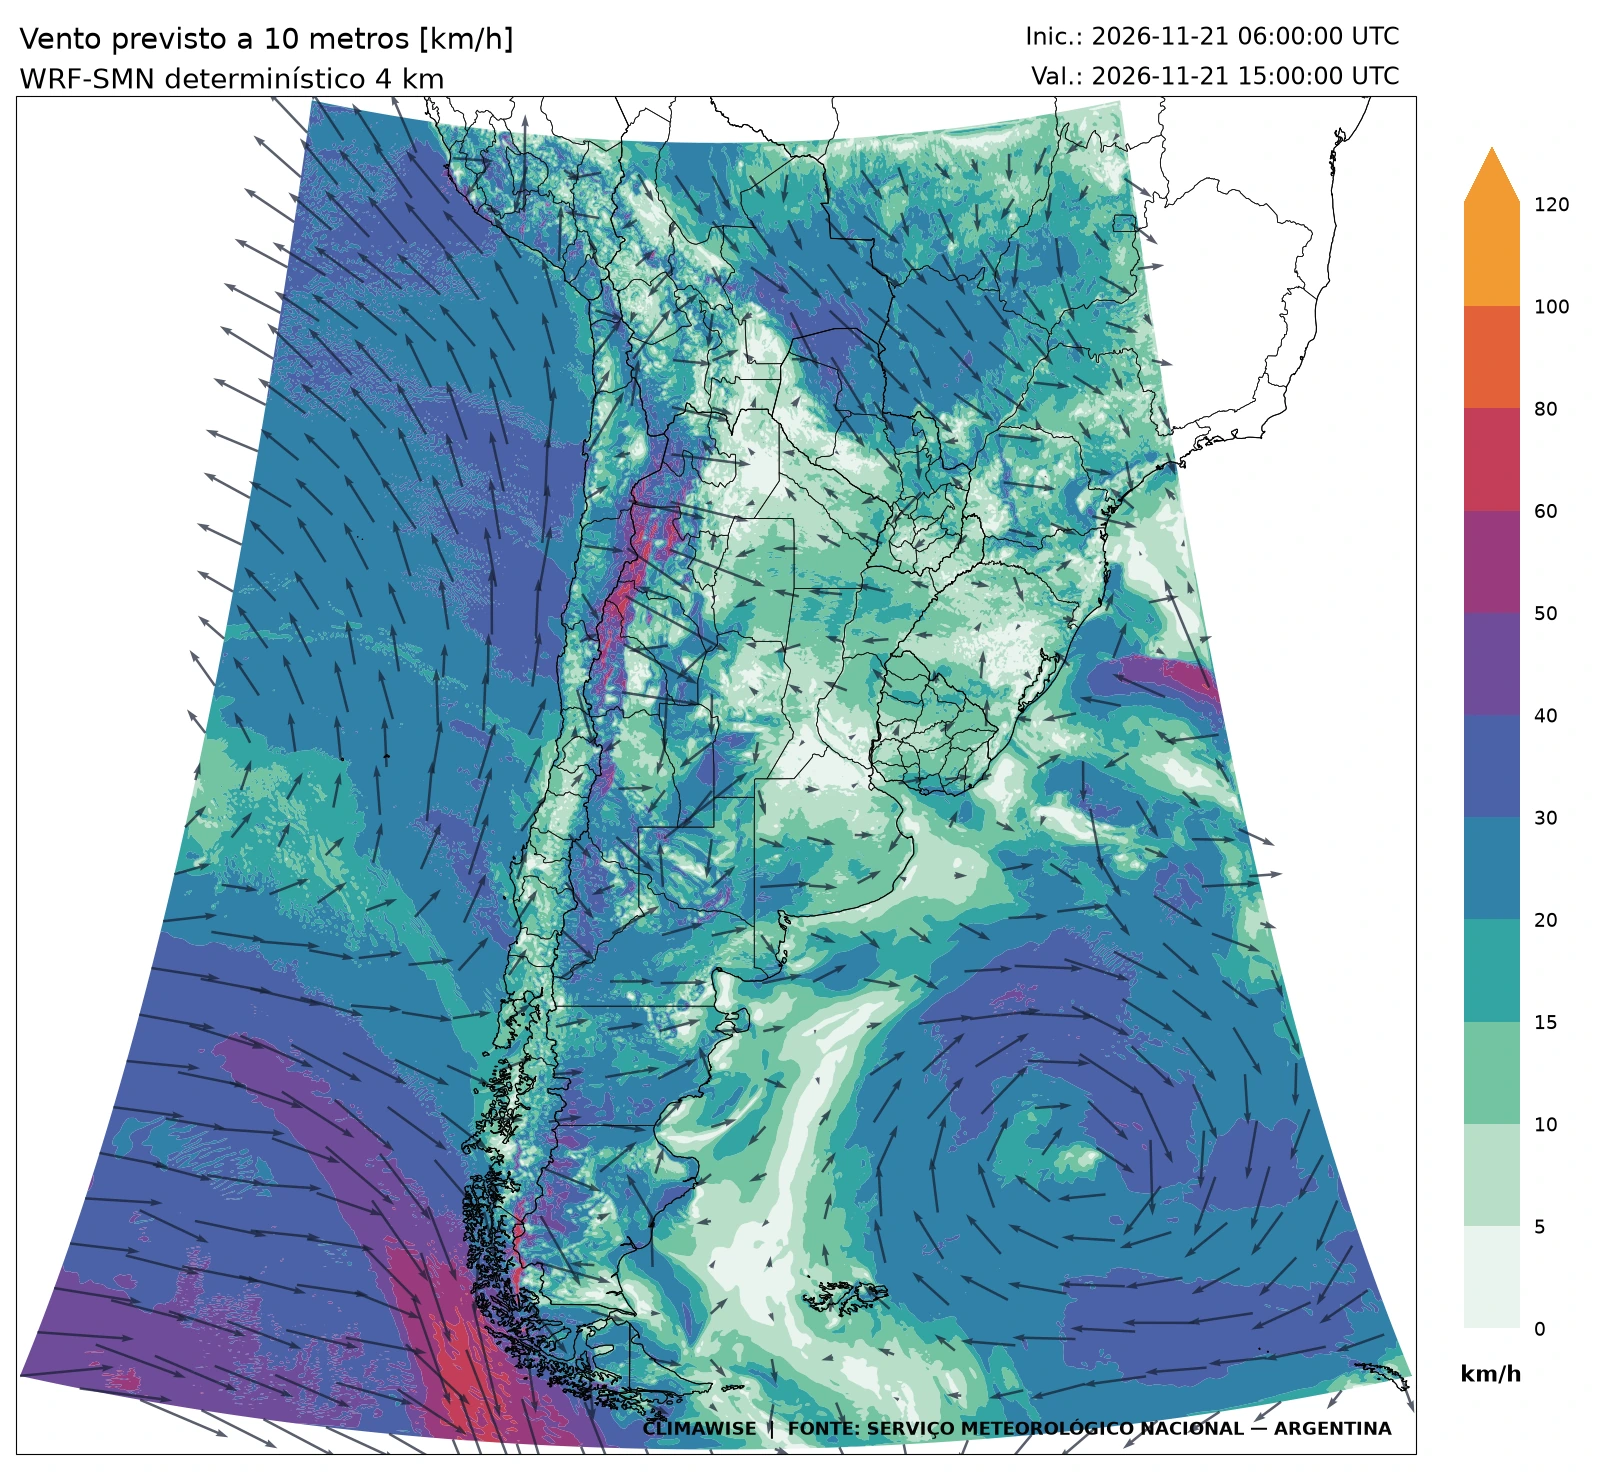 Vento previsto a 10 metros [km/h]
WRF-SMN determinístico 4 km
Inic.: 2026-11-21 06:00:00 UTC
Val.: 2026-11-21 15:00:00 UTC
120
100
80
60
50
40
30
20
15
10
5
0
km/h
CLIMAWISE | FONTE: SERVIÇO METEOROLÓGICO NACIONAL — ARGENTINA